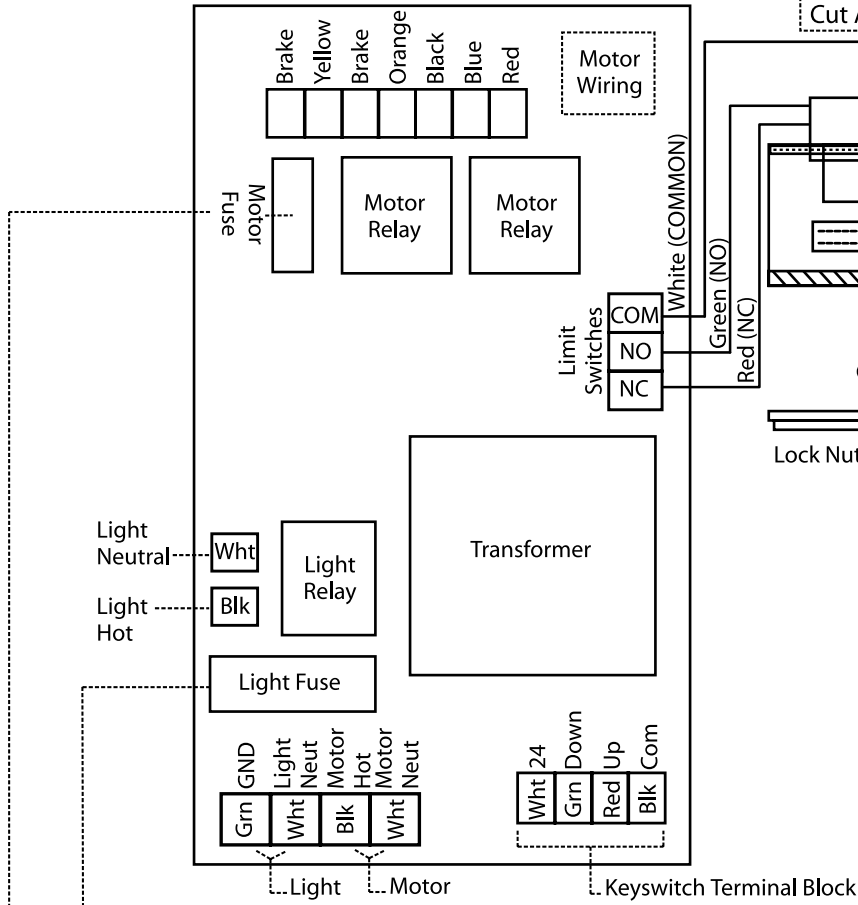 Cut A
Brake
Yellow
Brake
Orange
Black
Blue
Red
Motor
Wiring
Motor
Fuse
Motor
Relay
Motor
Relay
White (COMMON)
Green (NO)
Red (NC)
Limit
Switches
COM
NO
NC
Lock Nut
Light
Neutral
Wht
Light
Hot
Blk
Light
Relay
Transformer
Light Fuse
GND
Light
Neut
Motor
Hot
Motor
Neut
Grn
Wht
Blk
Wht
24
Down
Up
Com
Wht
Grn
Red
Blk
Light
Motor
Keyswitch Terminal Block